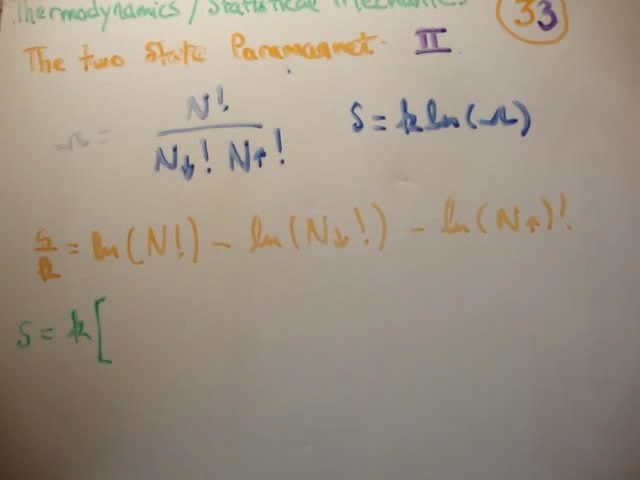 Thermodynamics / Statistical Mechanics
33
The two State Paramagnet II
Ω = N! / N↓! N↑!
S = k ln(Ω)
S/k = ln(N!) - ln(N↓!) - ln(N↑)!
S = k[